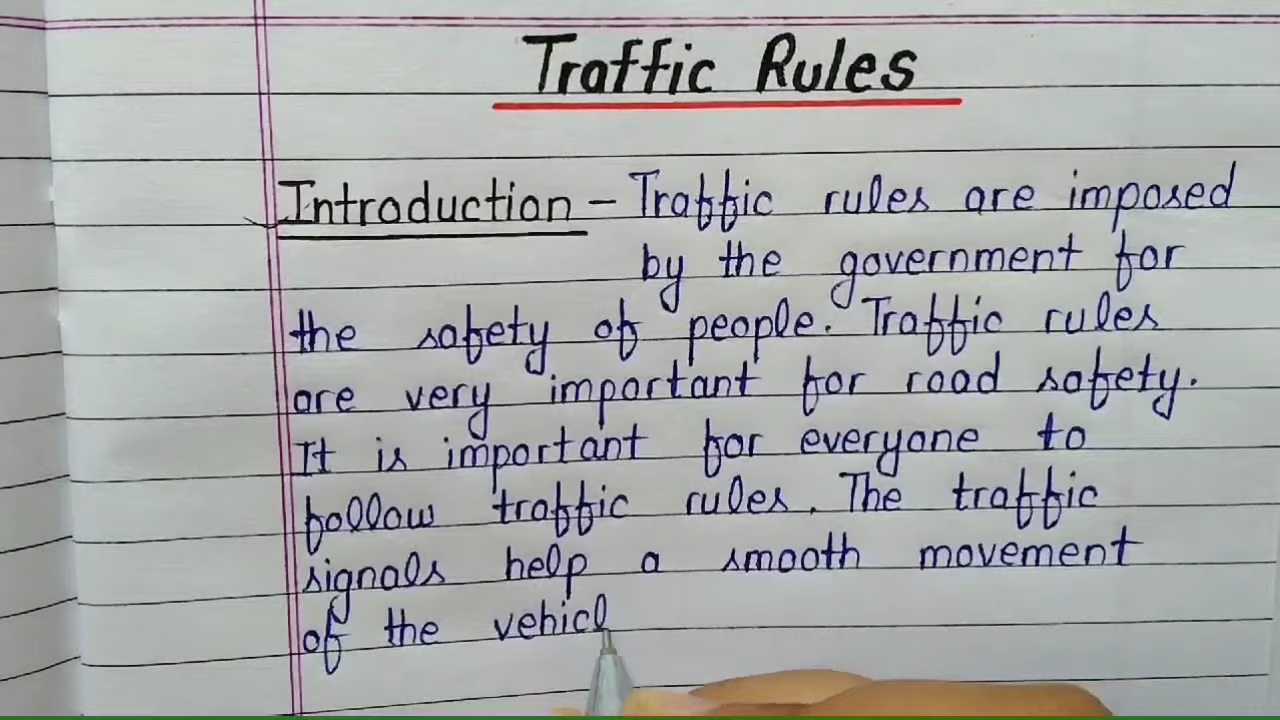 Traffic Rules
Introduction - Traffic rules are imposed
by the government for
the safety of people. Traffic rules
are very important for road safety.
It is important for everyone to
follow traffic rules. The traffic
signals help a smooth movement
of the vehicl